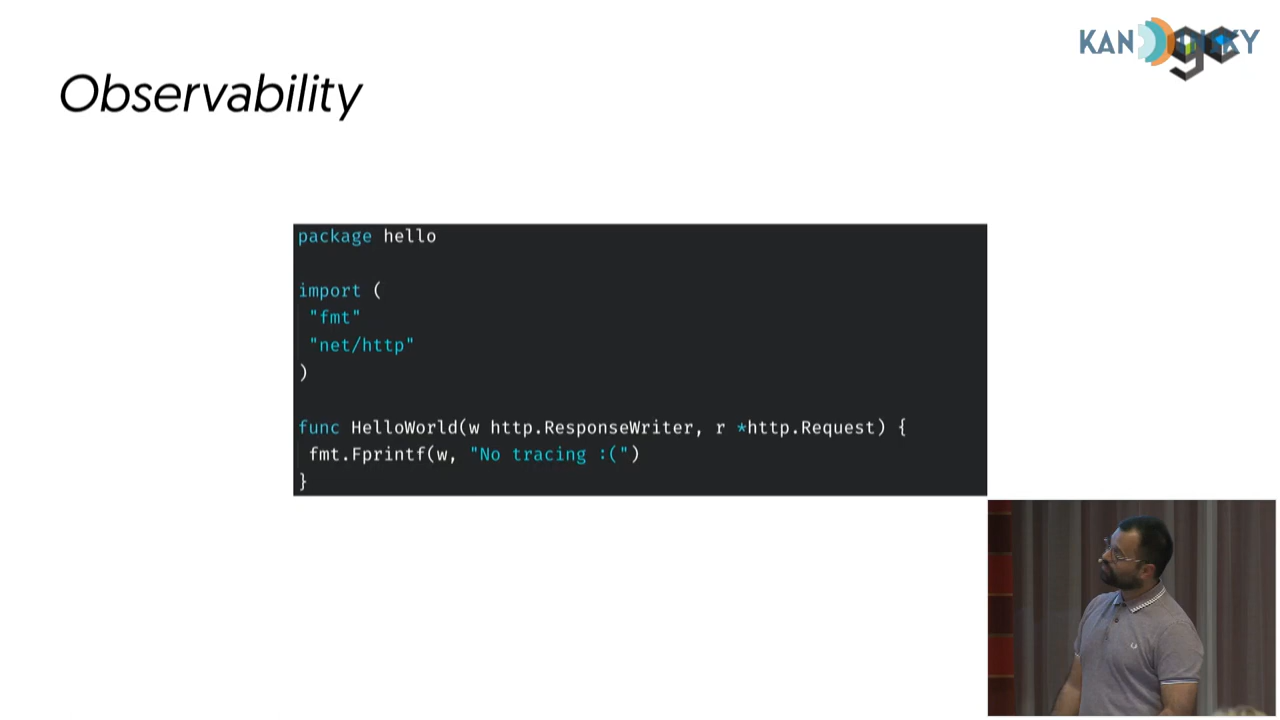 Observability
package hello
import (
"fmt"
"net/http"
)
func HelloWorld(w http.ResponseWriter, r *http.Request) {
fmt.Fprintf(w, "No tracing :(")
}